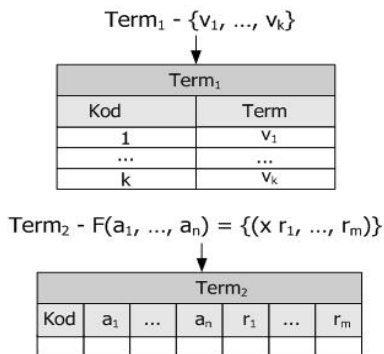 Term₁ - {v₁, ..., vₖ}
Term₁
Kod Term
1 v₁
... ...
k vₖ
Term₂ - F(a₁, ..., aₙ) = {(x r₁, ..., rₘ)}
Term₂
Kod a₁ ... aₙ r₁ ... rₘ